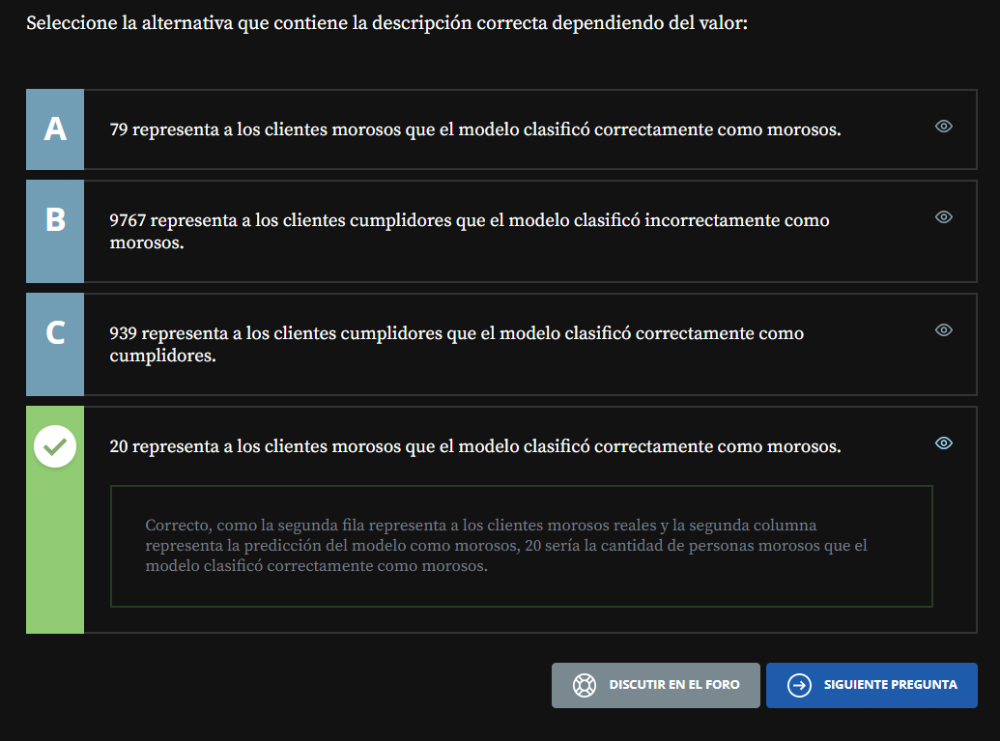 Seleccione la alternativa que contiene la descripción correcta dependiendo del valor:
A
79 representa a los clientes morosos que el modelo clasificó correctamente como morosos.
B
9767 representa a los clientes cumplidores que el modelo clasificó incorrectamente como
morosos.
C
939 representa a los clientes cumplidores que el modelo clasificó correctamente como
cumplidores.
20 representa a los clientes morosos que el modelo clasificó correctamente como morosos.
Correcto, como la segunda fila representa a los clientes morosos reales y la segunda columna
representa la predicción del modelo como morosos, 20 sería la cantidad de personas morosos que el
modelo clasificó correctamente como morosos.
DISCUTIR EN EL FORO
SIGUIENTE PREGUNTA